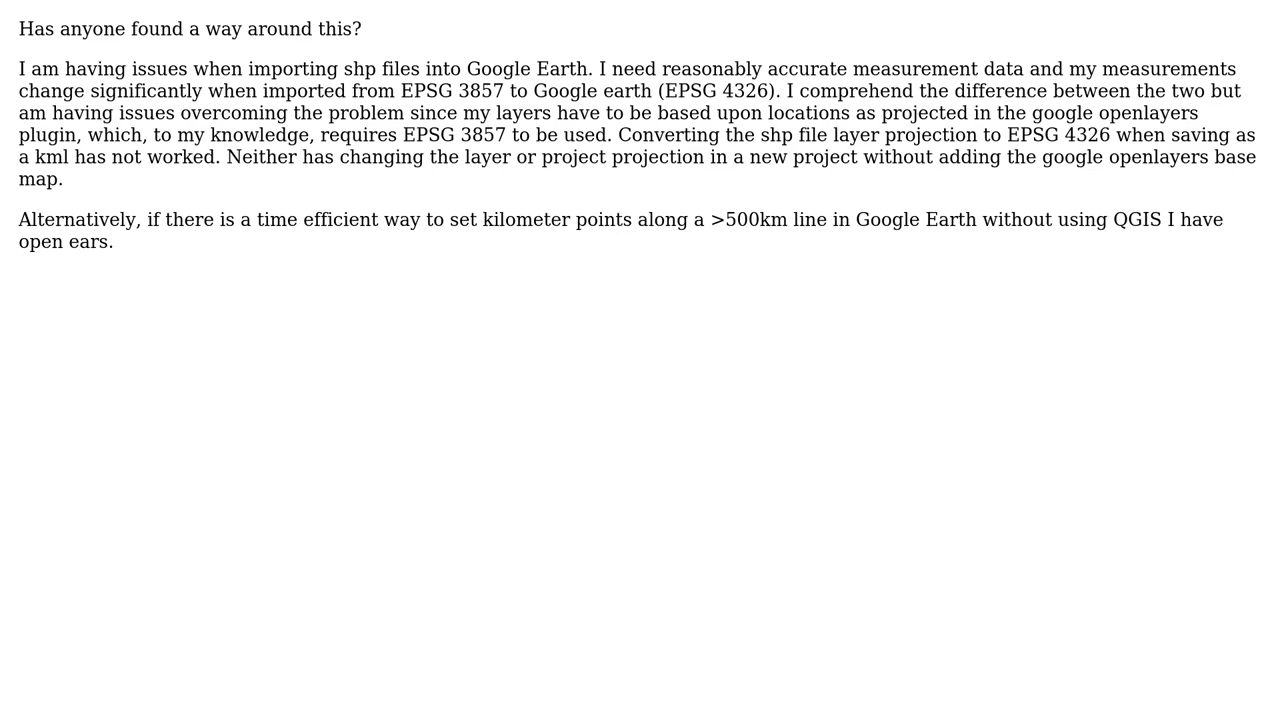 Has anyone found a way around this?
I am having issues when importing shp files into Google Earth. I need reasonably accurate measurement data and my measurements
change significantly when imported from EPSG 3857 to Google earth (EPSG 4326). I comprehend the difference between the two but
am having issues overcoming the problem since my layers have to be based upon locations as projected in the google openlayers
plugin, which, to my knowledge, requires EPSG 3857 to be used. Converting the shp file layer projection to EPSG 4326 when saving as
a kml has not worked. Neither has changing the layer or project projection in a new project without adding the google openlayers base
map.
Alternatively, if there is a time efficient way to set kilometer points along a >500km line in Google Earth without using QGIS I have
open ears.